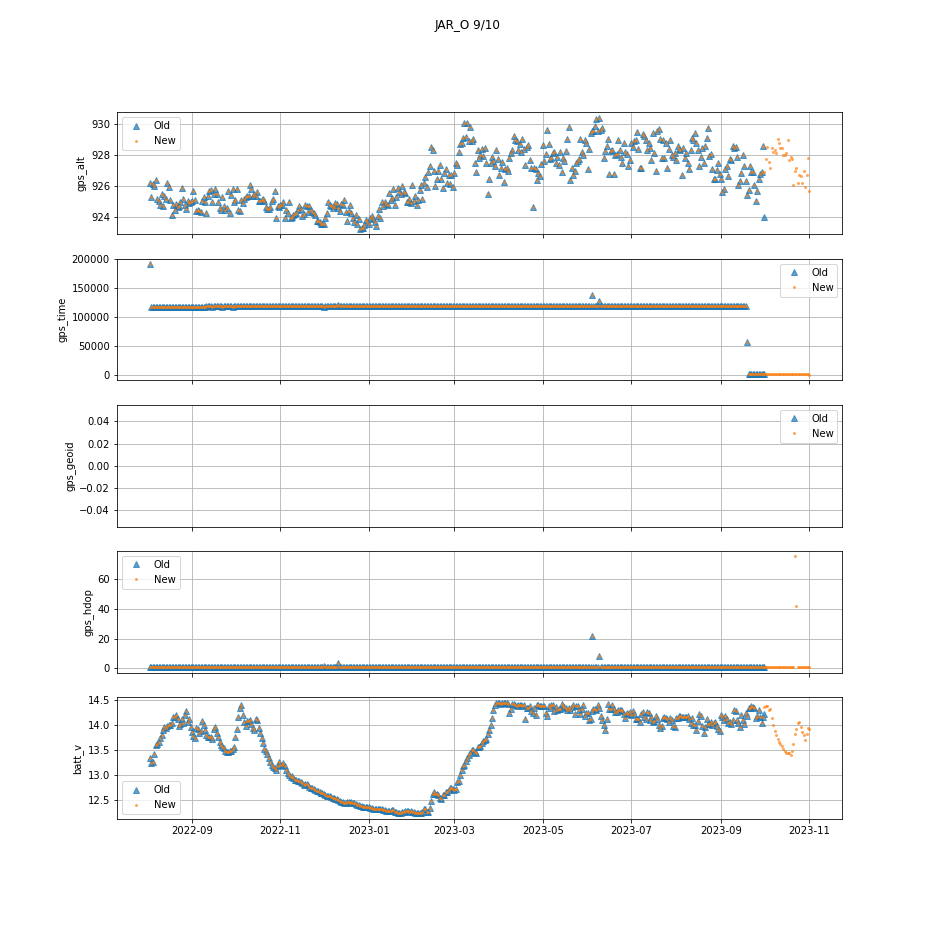 JAR_O 9/10
930
928
926
924
gps_alt
Old
New
200000
150000
100000
50000
0
gps_time
Old
New
0.04
0.02
0.00
−0.02
−0.04
gps_geoid
Old
New
60
40
20
0
gps_hdop
Old
New
14.5
14.0
13.5
13.0
12.5
batt_v
Old
New
2022-09 2022-11 2023-01 2023-03 2023-05 2023-07 2023-09 2023-11